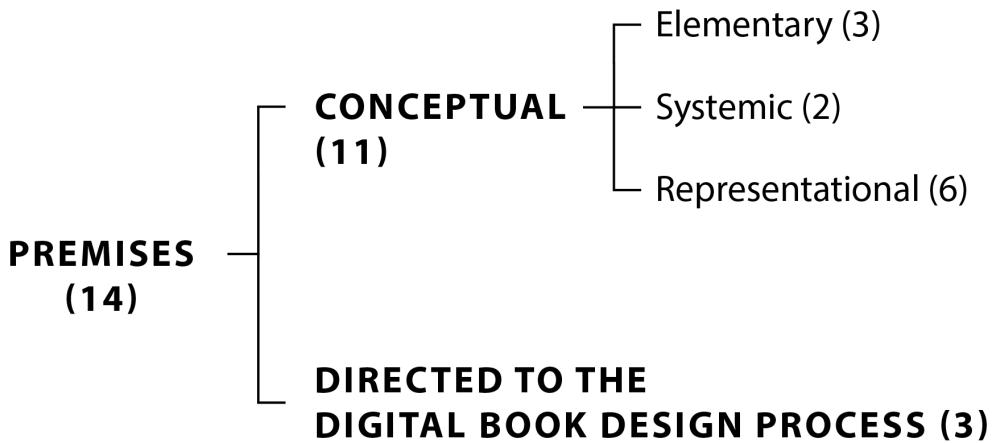 PREMISES
(14)
CONCEPTUAL
(11)
Elementary (3)
Systemic (2)
Representational (6)
DIRECTED TO THE
DIGITAL BOOK DESIGN PROCESS (3)